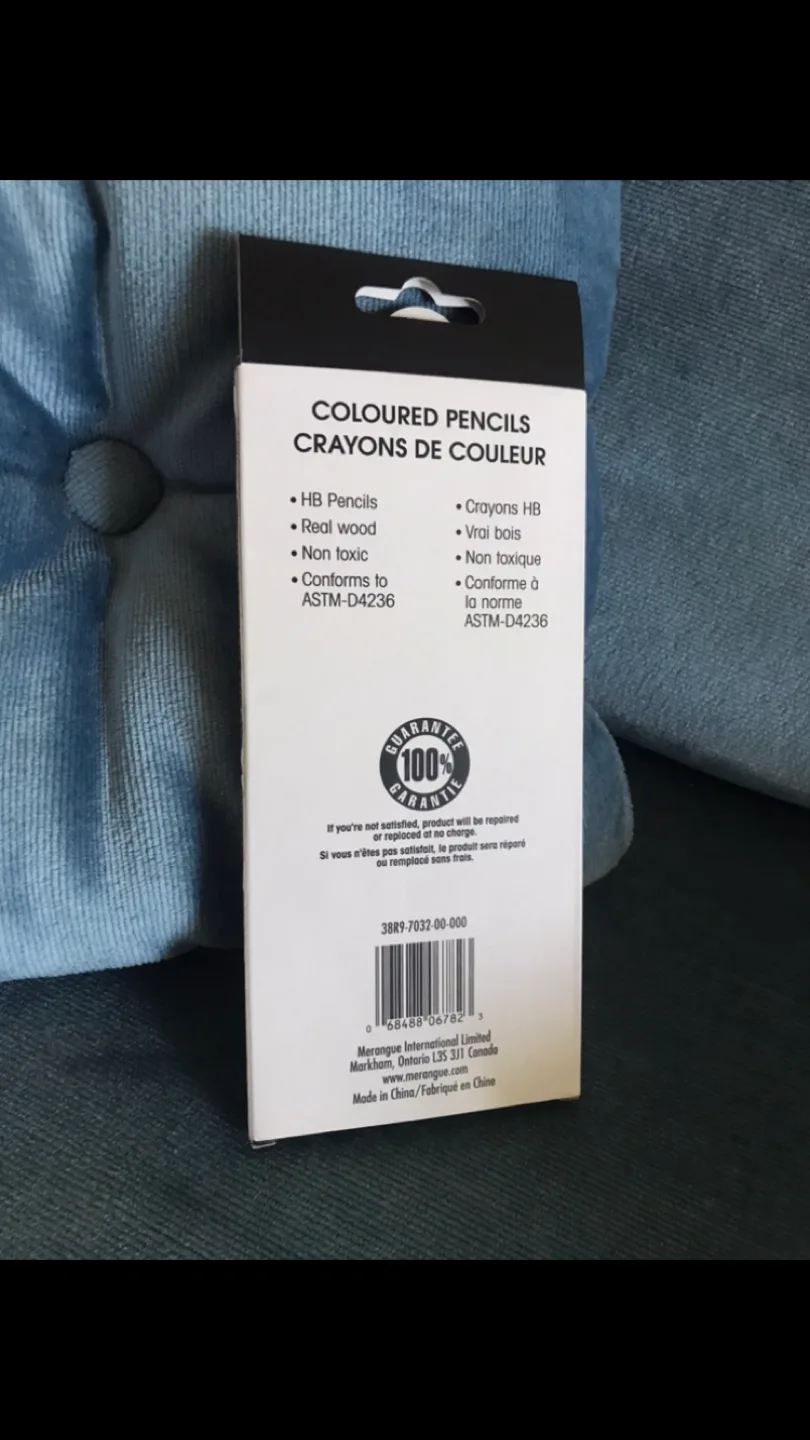 COLOURED PENCILS
CRAYONS DE COULEUR
• HB Pencils
• Real wood
• Non toxic
• Conforms to
ASTM-D4236
• Crayons HB
• Vrai bois
• Non toxique
• Conforme à
la norme
ASTM-D4236
GUARANTEE
100%
GARANTIE
If you're not satisfied, product will be repaired
or replaced at no charge.
Si vous n'êtes pas satisfait, le produit sera réparé
ou remplacé sans frais.
38R9-7032-00-000
0 68488 06782 3
Merangue International Limited
Markham, Ontario L3S 3J1 Canada
www.merangue.com
Made in China/Fabriqué en Chine